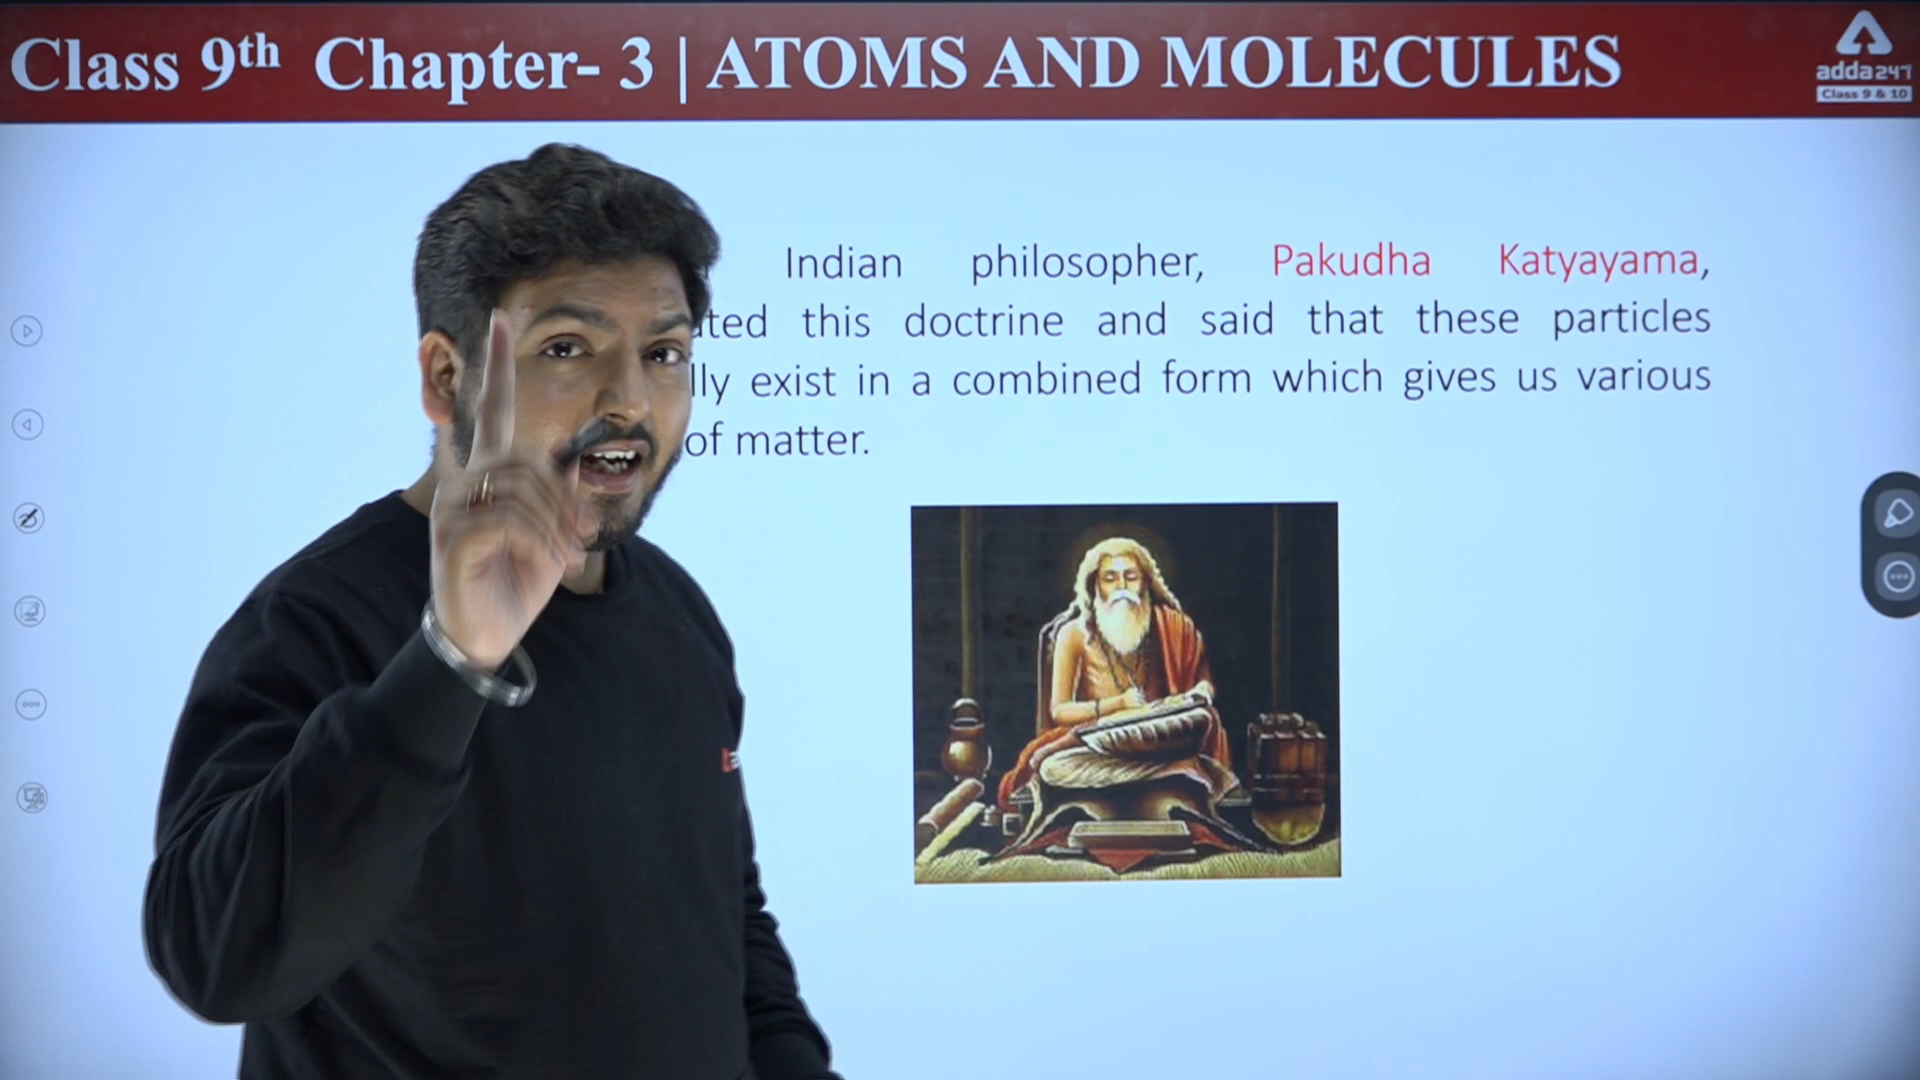 Class 9th Chapter- 3 | ATOMS AND MOLECULES
adda247
Class 9 & 10
Indian philosopher, Pakudha Katyayama,
ated this doctrine and said that these particles
lly exist in a combined form which gives us various
of matter.